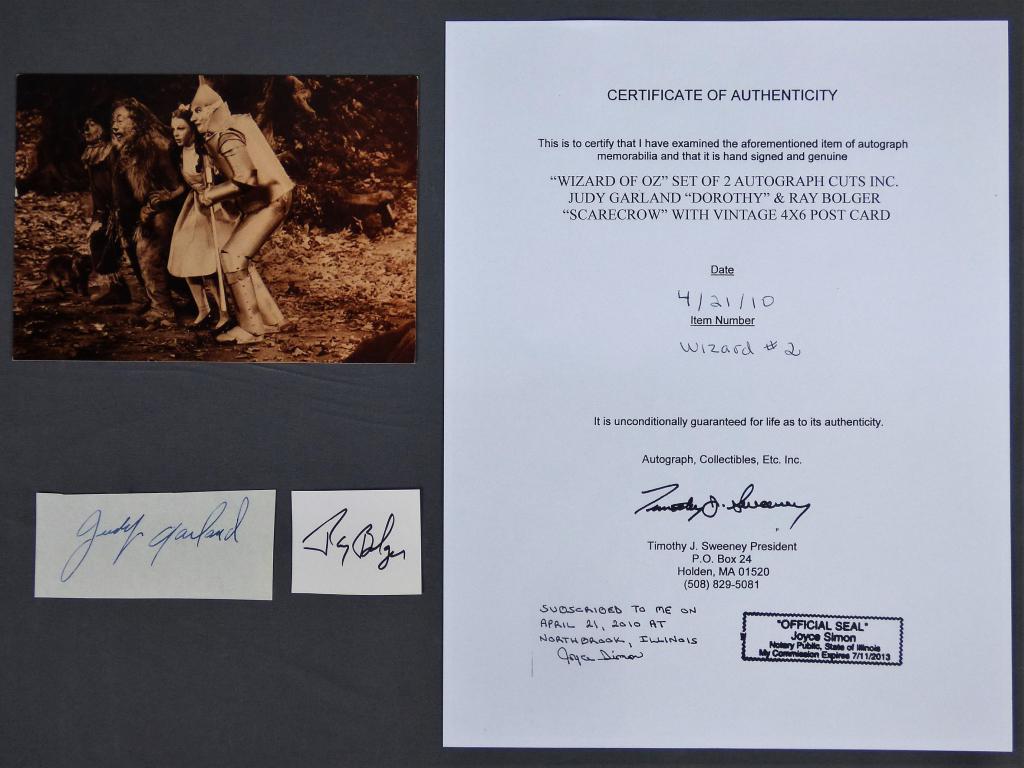 Judy Garland
Ray Bolger
CERTIFICATE OF AUTHENTICITY
This is to certify that I have examined the aforementioned item of autograph
memorabilia and that it is hand signed and genuine
“WIZARD OF OZ” SET OF 2 AUTOGRAPH CUTS INC.
JUDY GARLAND “DOROTHY” & RAY BOLGER
“SCARECROW” WITH VINTAGE 4X6 POST CARD
Date
4/21/10
Item Number
Wizard # 2
It is unconditionally guaranteed for life as to its authenticity.
Autograph, Collectibles, Etc. Inc.
Timothy J. Sweeney
Timothy J. Sweeney President
P.O. Box 24
Holden, MA 01520
(508) 829-5081
SUBSCRIBED TO ME ON
APRIL 21, 2010 AT
NORTHBROOK, ILLINOIS
Joyce Simon
"OFFICIAL SEAL"
Joyce Simon
Notary Public, State of Illinois
My Commission Expires 7/11/2013